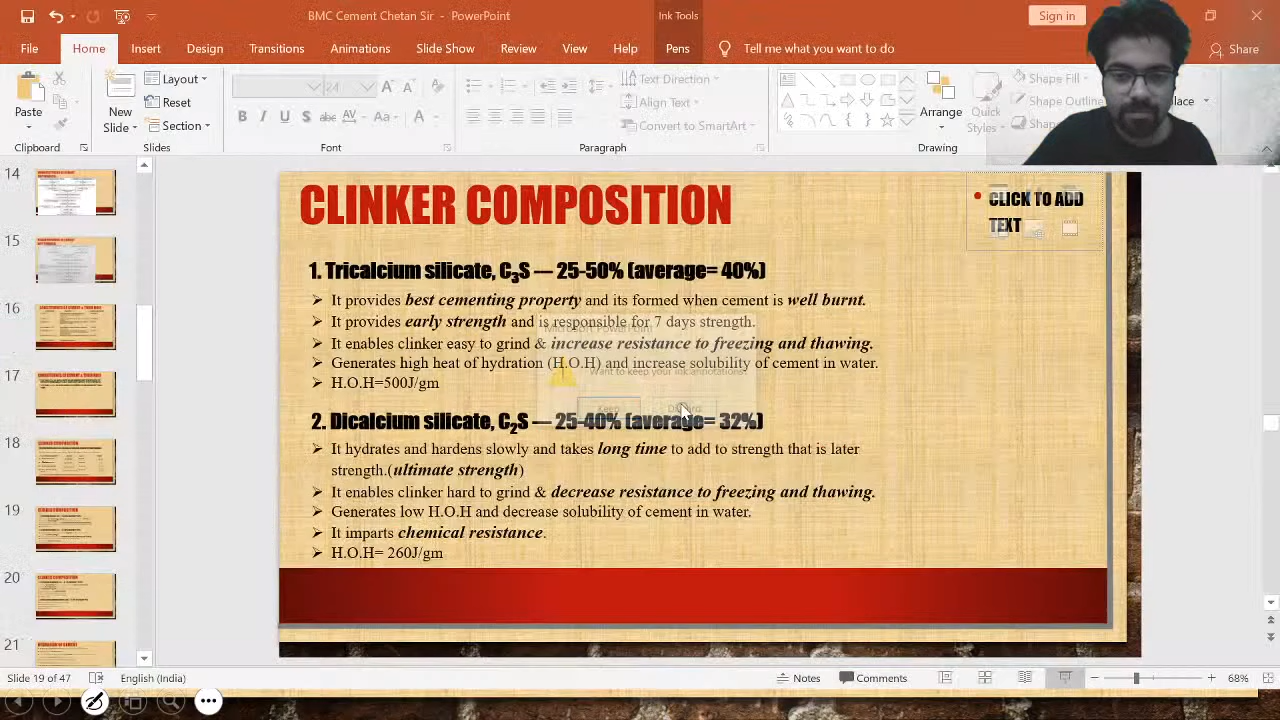 BMC Cement Chetan Sir - PowerPoint
Ink Tools
Sign in
File
Home
Insert
Design
Transitions
Animations
Slide Show
Review
View
Help
Pens
Tell me what you want to do
Share
Paste
New Slide
Layout
Reset
Section
24
Text Direction
Align Text
Convert to SmartArt
Arrange
Quick Styles
Shape Fill
Shape Outline
Clipboard
Slides
Font
Paragraph
Drawing
CLINKER COMPOSITION
CLICK TO ADD
TEXT
1. Tricalcium silicate, C₃S — 25-50% (average= 40%)
It provides best cementing property and its formed when cement is well burnt.
It provides early strength and is responsible for 7 days strength.
It enables clinker easy to grind & increase resistance to freezing and thawing.
Generates high heat of hydration (H.O.H) and increase solubility of cement in water.
H.O.H=500J/gm
2. Dicalcium silicate, C₂S — 25-40% (average= 32%)
It hydrates and hardens slowly and takes long time to add to strength that is later
strength.(ultimate strength)
It enables clinker hard to grind & decrease resistance to freezing and thawing.
Generates low H.O.H and decrease solubility of cement in water.
It imparts chemical resistance.
H.O.H= 260J/gm
Want to keep your ink annotations?
Keep
Discard
14
18
20
21
Slide 19 of 47
English (India)
Notes
Comments
68%